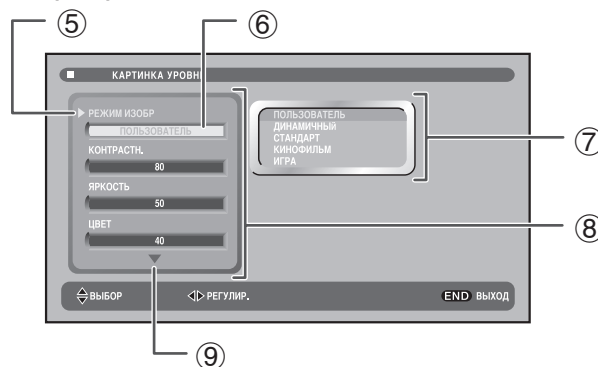 ⑤ ⑥
КАРТИНКА УРОВНИ
РЕЖИМ ИЗОБР
ПОЛЬЗОВАТЕЛЬ
КОНТРАСТН.
80
ЯРКОСТЬ
50
ЦВЕТ
40
ПОЛЬЗОВАТЕЛЬ
ДИНАМИЧНЫЙ
СТАНДАРТ
КИНОФИЛЬМ
ИГРА
⑦
⑧
ВЫБОР РЕГУЛИР. END ВЫХОД
⑨